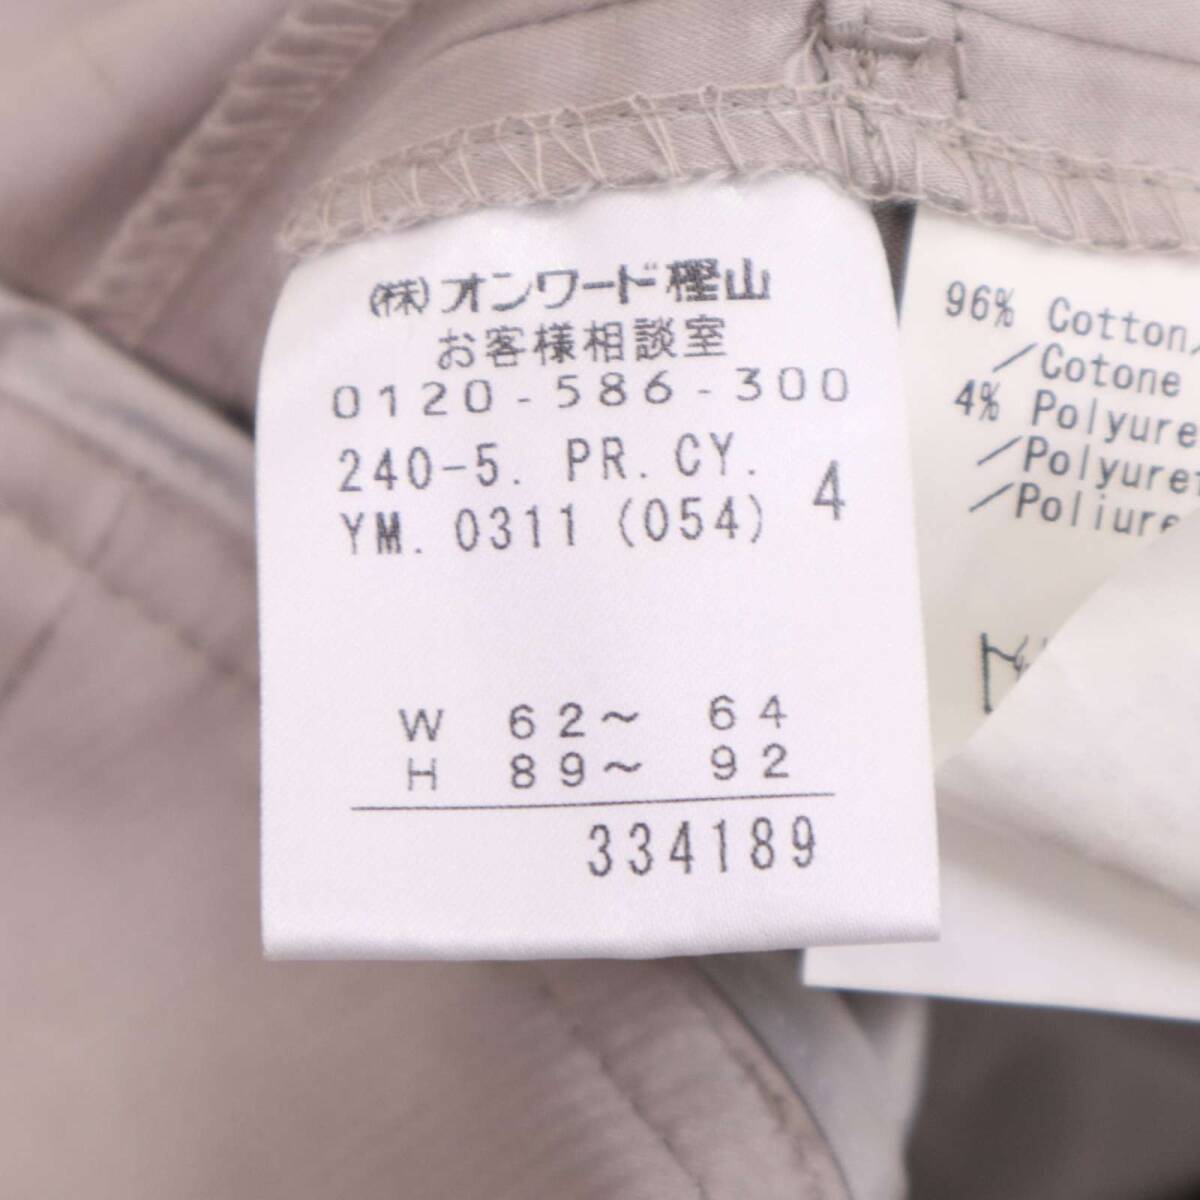 (株)オンワード樫山
お客様相談室
0120-586-300
240-5. PR. CY. 4
YM. 0311 (054)
W 62~ 64
H 89~ 92
334189
96% Cotton/
/Cotone
4% Polyure
/Polyuret
/Poliure